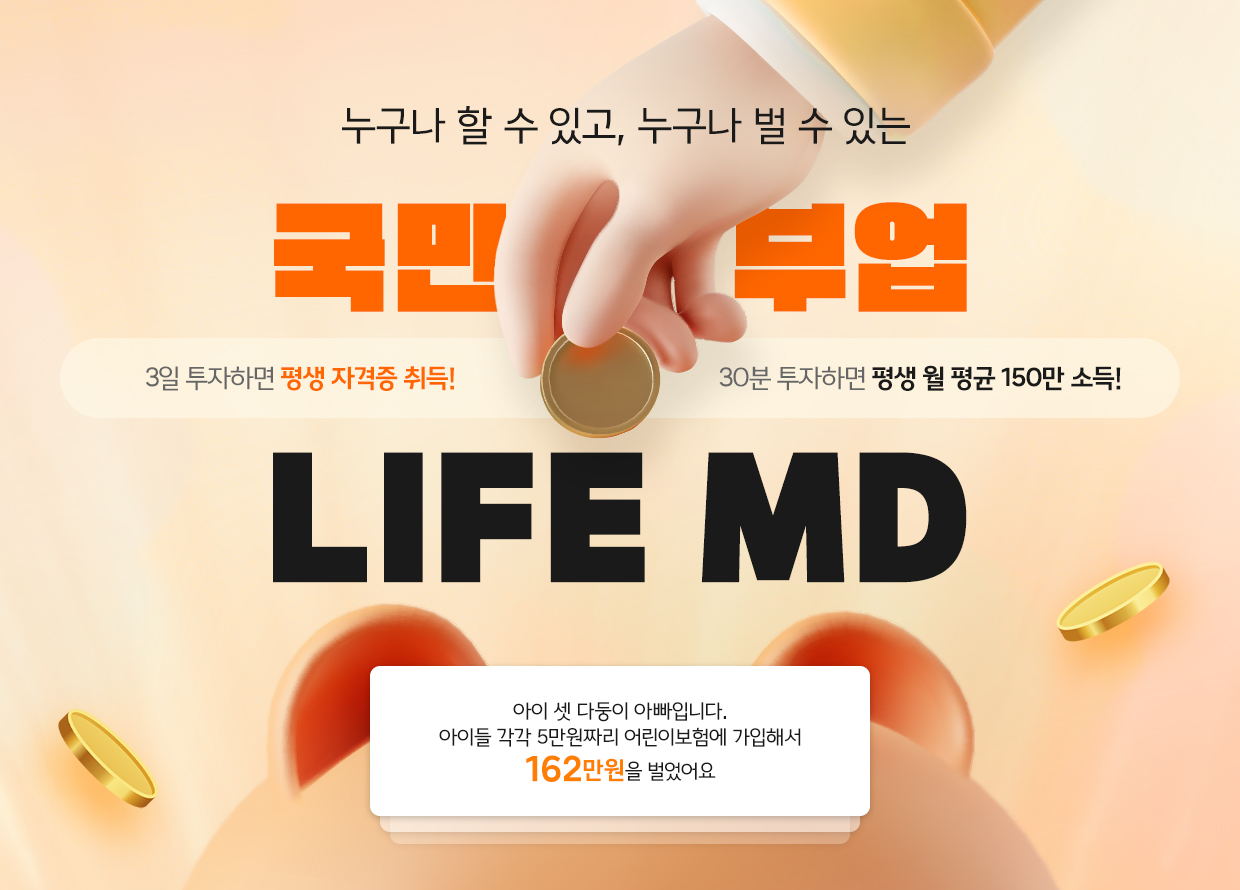 누구나 할 수 있고, 누구나 벌 수 있는
국민 부업
3일 투자하면 평생 자격증 취득!
30분 투자하면 평생 월 평균 150만 소득!
LIFE MD
아이 셋 다둥이 아빠입니다.
아이들 각각 5만원짜리 어린이보험에 가입해서
162만원을 벌었어요